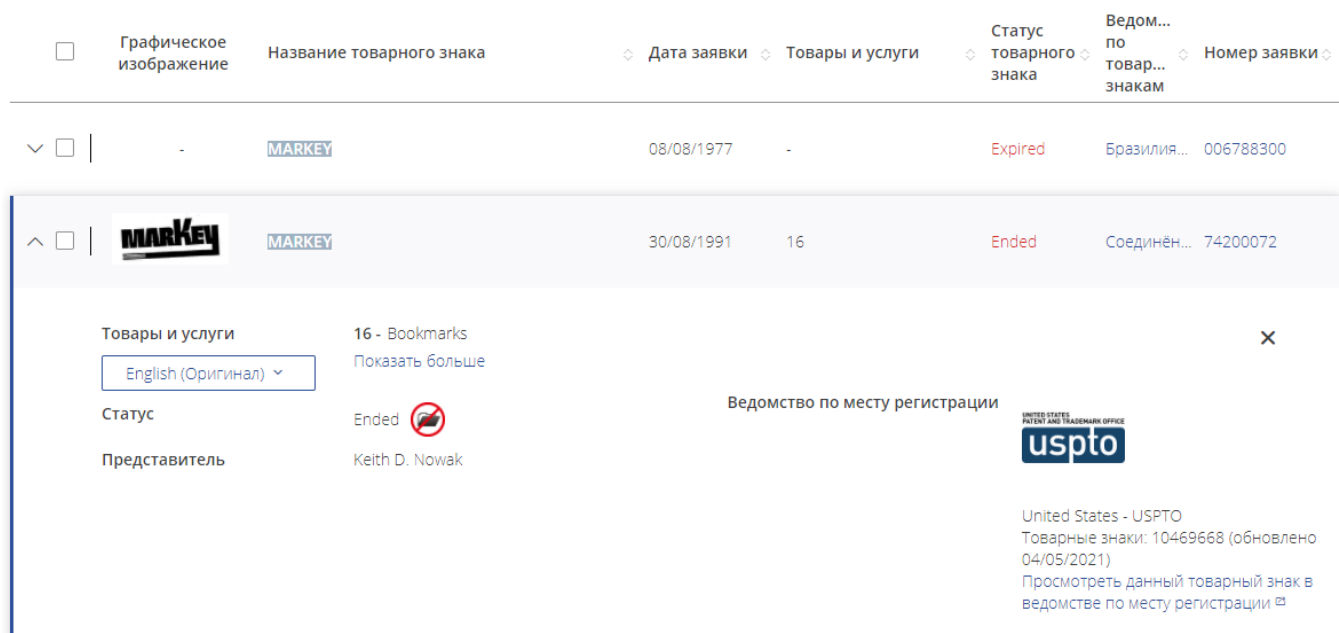 Графическое изображение
Название товарного знака
Дата заявки
Товары и услуги
Статус товарного знака
Ведом... по товар... знакам
Номер заявки
-
MARKEY
08/08/1977
-
Expired
Бразилия...
006788300
MARKEY
MARKEY
30/08/1991
16
Ended
Соединён...
74200072
Товары и услуги
16 - Bookmarks
English (Оригинал)
Показать больше
Статус
Ended
Представитель
Keith D. Nowak
Ведомство по месту регистрации
UNITED STATES
PATENT AND TRADEMARK OFFICE
uspto
United States - USPTO
Товарные знаки: 10469668 (обновлено
04/05/2021)
Просмотреть данный товарный знак в
ведомстве по месту регистрации